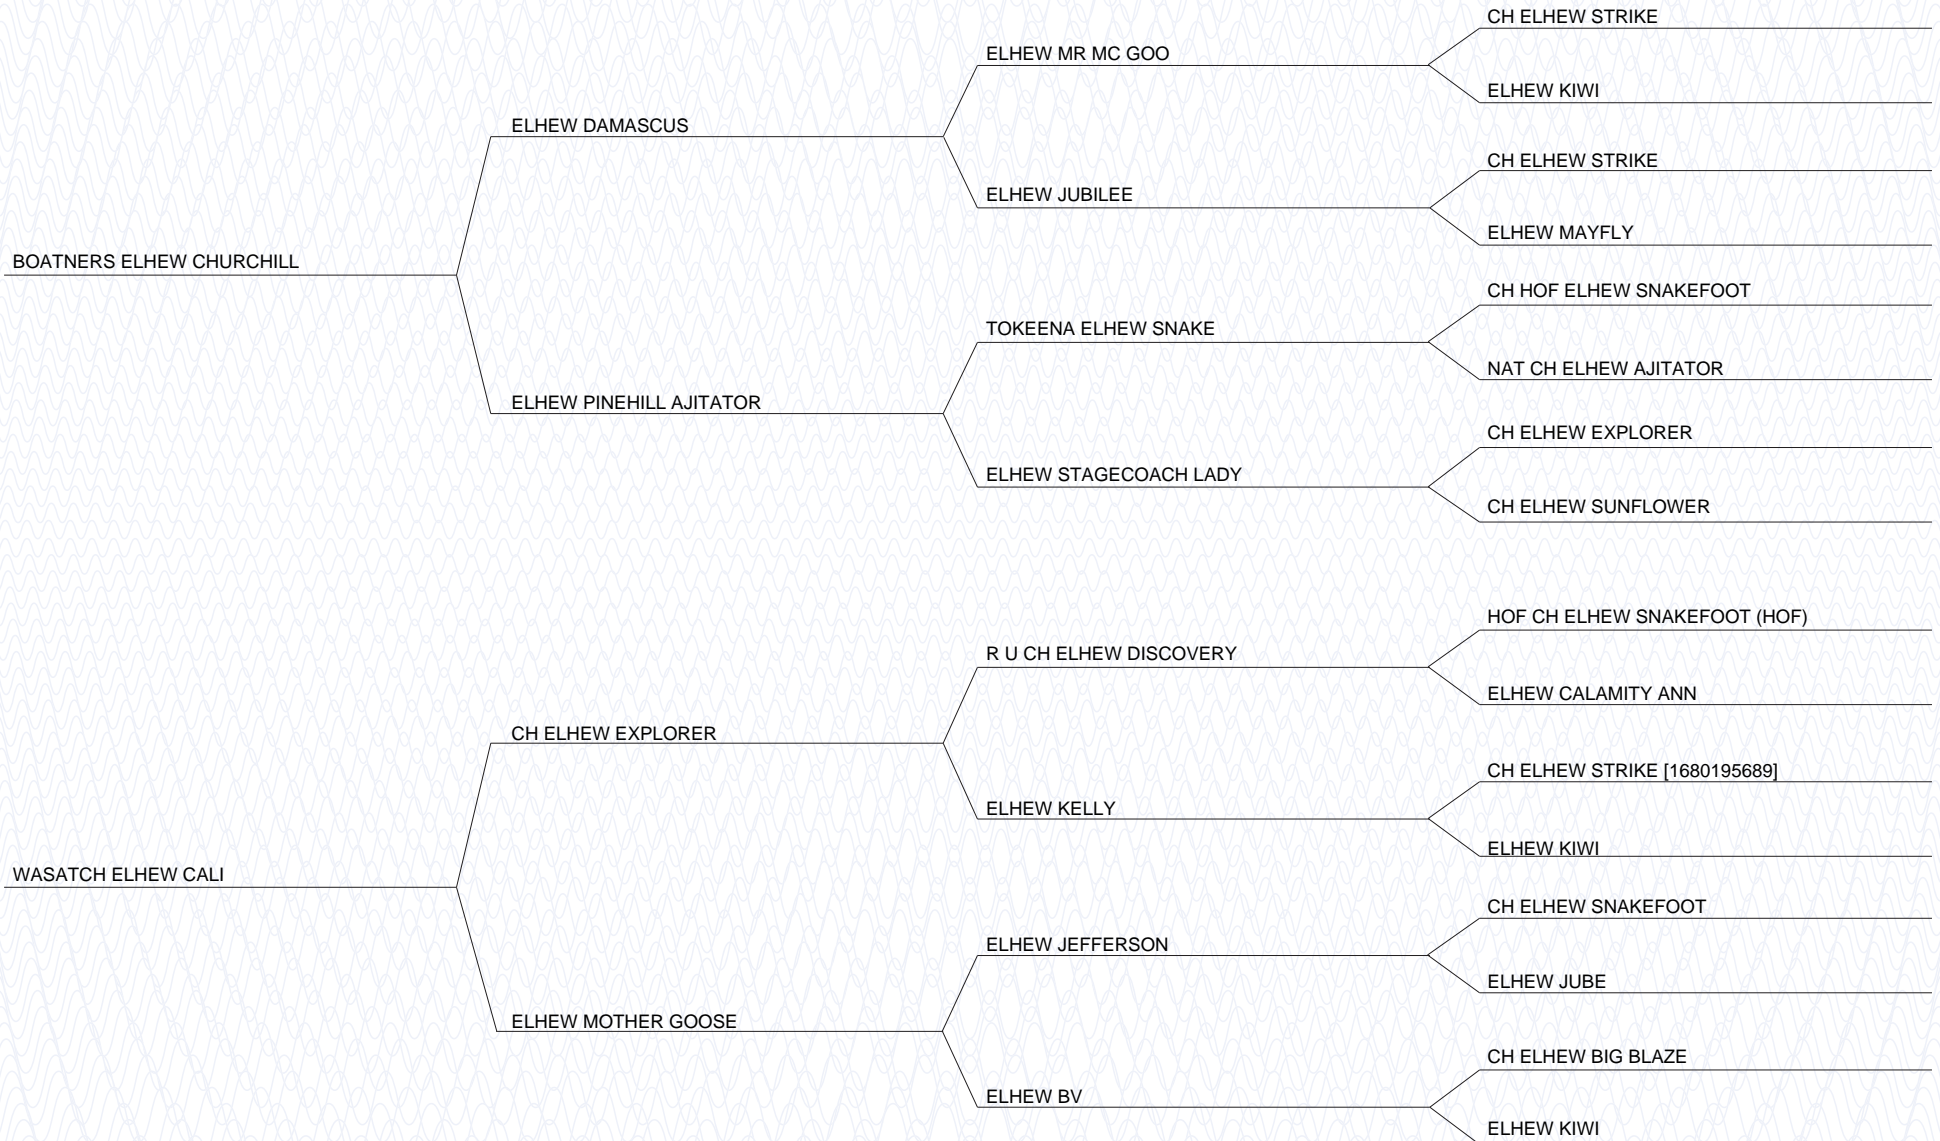 CH ELHEW STRIKE
ELHEW MR MC GOO
ELHEW KIWI
ELHEW DAMASCUS
CH ELHEW STRIKE
ELHEW JUBILEE
ELHEW MAYFLY
BOATNERS ELHEW CHURCHILL
CH HOF ELHEW SNAKEFOOT
TOKEENA ELHEW SNAKE
NAT CH ELHEW AJITATOR
ELHEW PINEHILL AJITATOR
CH ELHEW EXPLORER
ELHEW STAGECOACH LADY
CH ELHEW SUNFLOWER
HOF CH ELHEW SNAKEFOOT (HOF)
R U CH ELHEW DISCOVERY
ELHEW CALAMITY ANN
CH ELHEW EXPLORER
CH ELHEW STRIKE [1680195689]
ELHEW KELLY
ELHEW KIWI
WASATCH ELHEW CALI
CH ELHEW SNAKEFOOT
ELHEW JEFFERSON
ELHEW JUBE
ELHEW MOTHER GOOSE
CH ELHEW BIG BLAZE
ELHEW BV
ELHEW KIWI